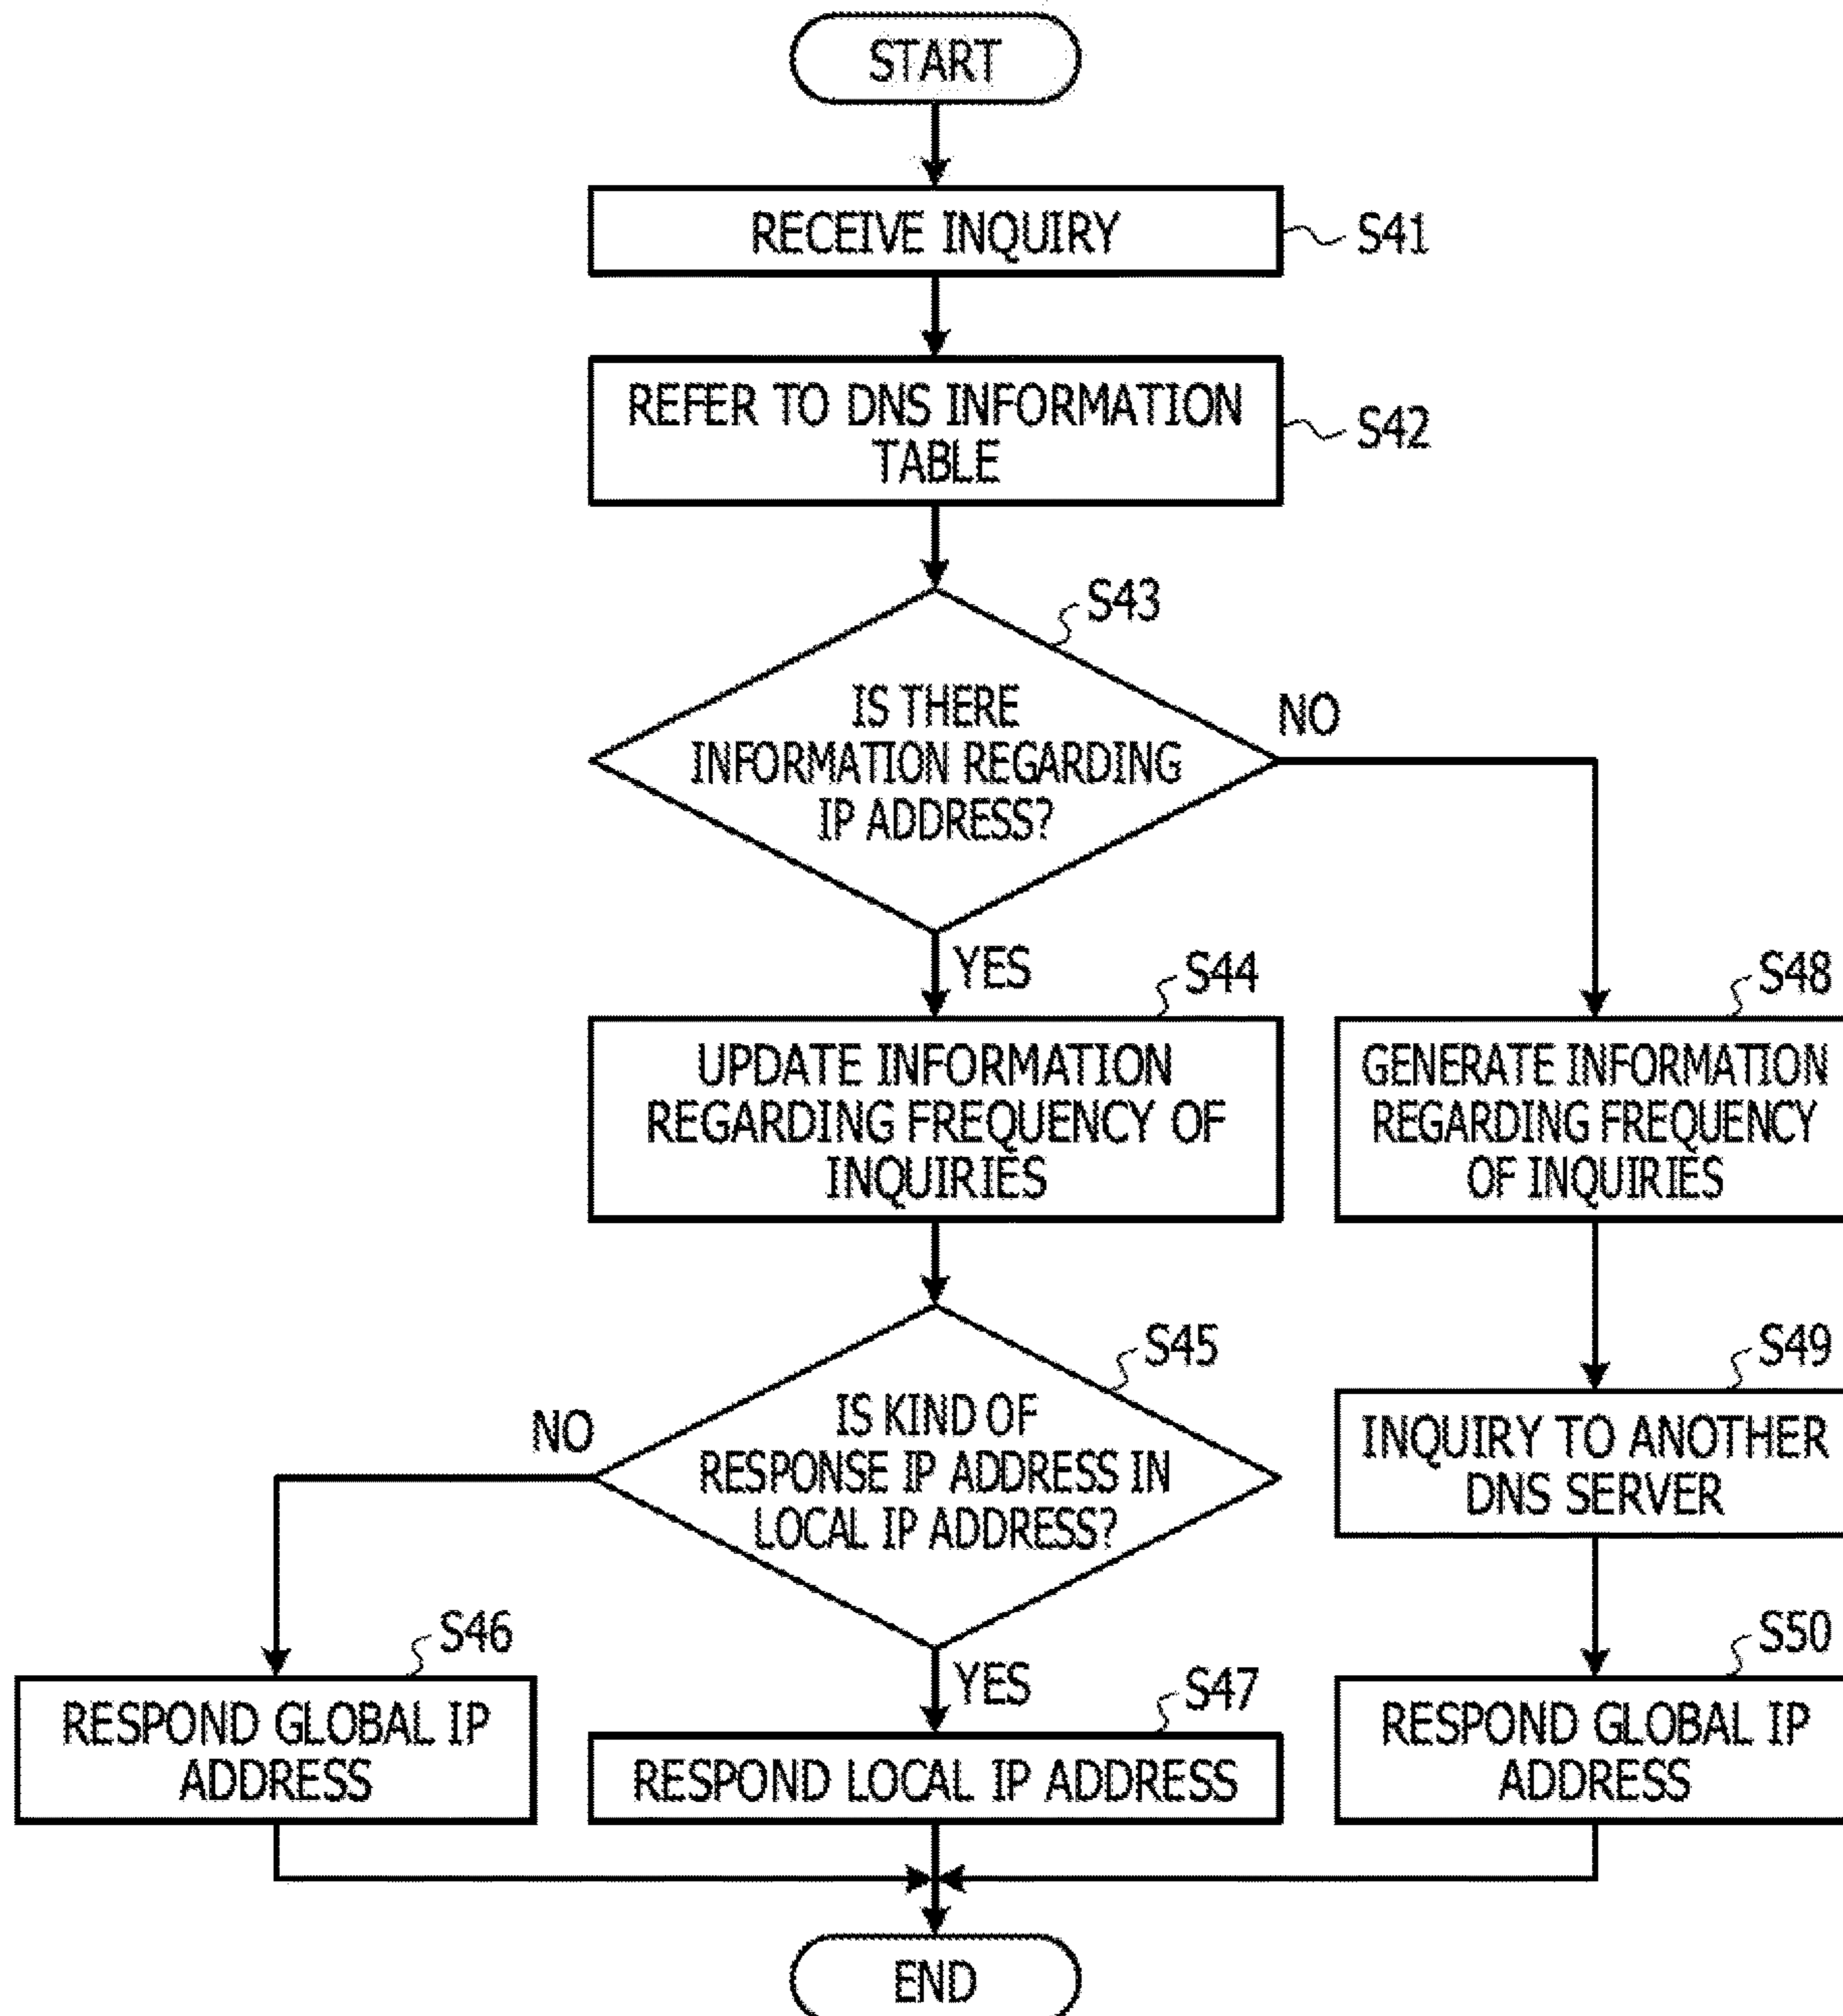 START
RECEIVE INQUIRY
S41
REFER TO DNS INFORMATION
TABLE
S42
S43
IS THERE
INFORMATION REGARDING
IP ADDRESS?
NO
YES
S44
UPDATE INFORMATION
REGARDING FREQUENCY OF
INQUIRIES
S48
GENERATE INFORMATION
REGARDING FREQUENCY
OF INQUIRIES
S45
IS KIND OF
RESPONSE IP ADDRESS IN
LOCAL IP ADDRESS?
NO
YES
S49
INQUIRY TO ANOTHER
DNS SERVER
S46
RESPOND GLOBAL IP
ADDRESS
S47
RESPOND LOCAL IP ADDRESS
S50
RESPOND GLOBAL IP
ADDRESS
END